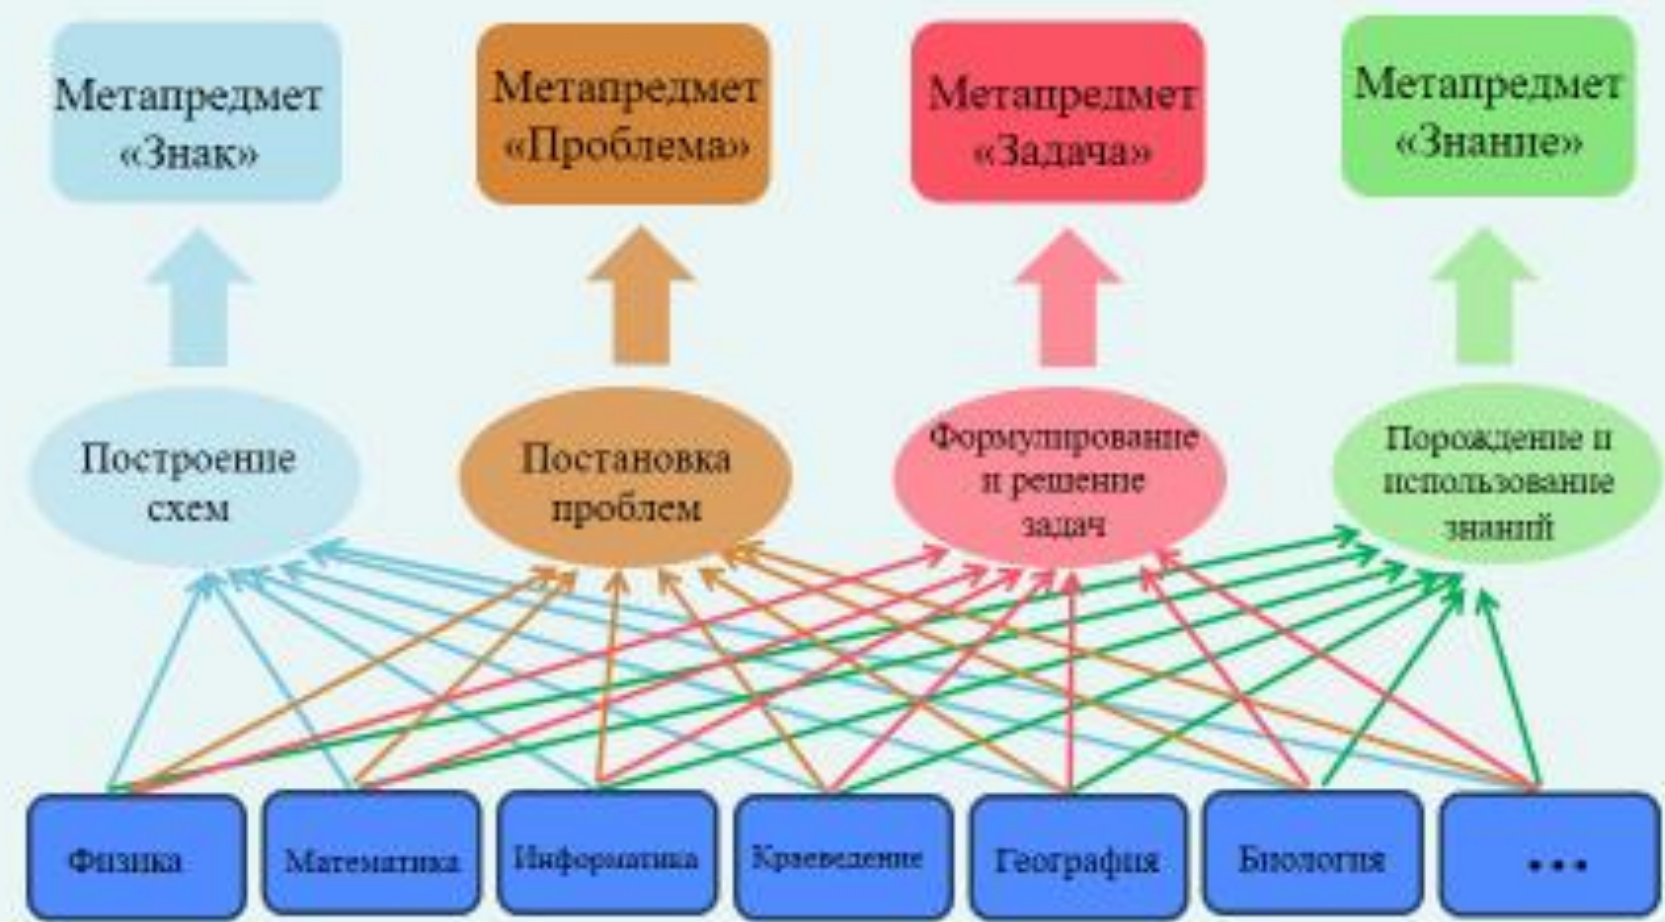 Метапредмет
«Знак»
Метапредмет
«Проблема»
Метапредмет
«Задача»
Метапредмет
«Знание»
Построение
схем
Постановка
проблем
Формулирование
и решение
задач
Порождение и
использование
знаний
Физика
Математика
Информатика
Краеведение
География
Биология
...